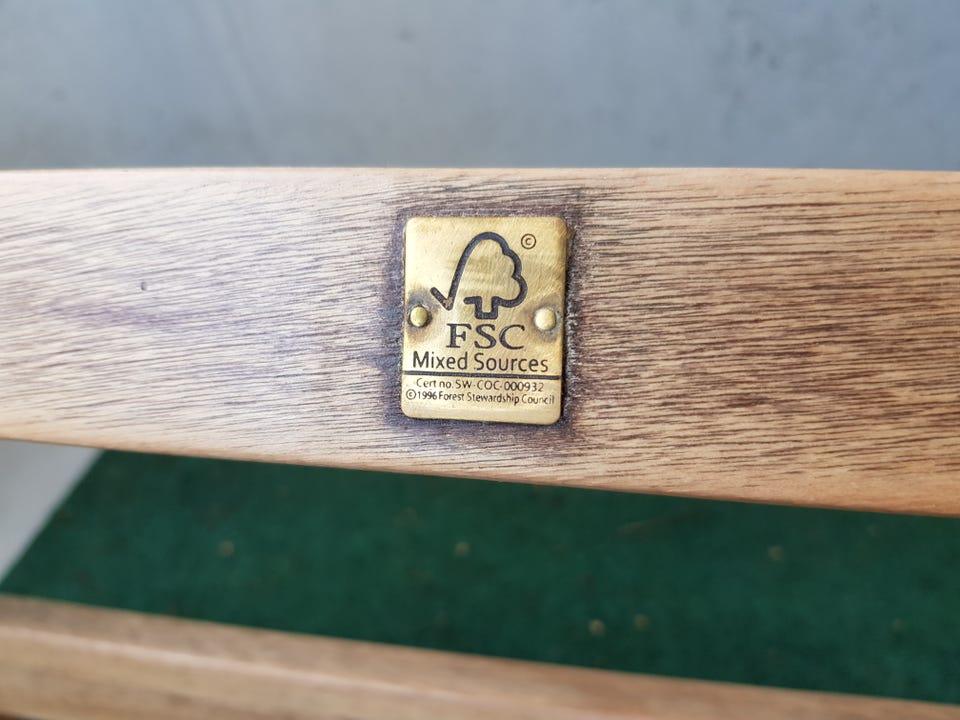 ©
FSC
Mixed Sources
Cert no. SW-COC-000932
©1996 Forest Stewardship Council